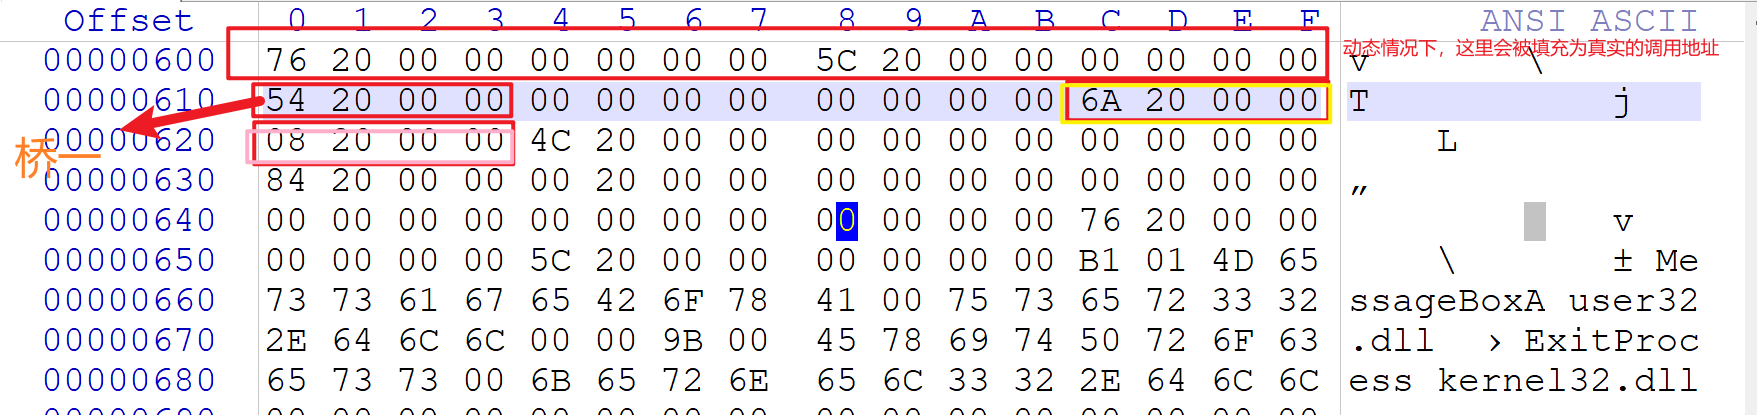 Offset 0 1 2 3 4 5 6 7 8 9 A B C D E F ANSI ASCII
动态情况下，这里会被填充为真实的调用地址
00000600 76 20 00 00 00 00 00 00 5C 20 00 00 00 00 00 00 v \
00000610 54 20 00 00 00 00 00 00 00 00 00 00 6A 20 00 00 T j
00000620 08 20 00 00 4C 20 00 00 00 00 00 00 00 00 00 00 L
桥一
00000630 84 20 00 00 00 20 00 00 00 00 00 00 00 00 00 00 „
00000640 00 00 00 00 00 00 00 00 00 00 00 00 76 20 00 00 v
00000650 00 00 00 00 5C 20 00 00 00 00 00 00 B1 01 4D 65 \ ± Me
00000660 73 73 61 67 65 42 6F 78 41 00 75 73 65 72 33 32 ssageBoxA user32
00000670 2E 64 6C 6C 00 00 9B 00 45 78 69 74 50 72 6F 63 .dll › ExitProc
00000680 65 73 73 00 6B 65 72 6E 65 6C 33 32 2E 64 6C 6C ess kernel32.dll